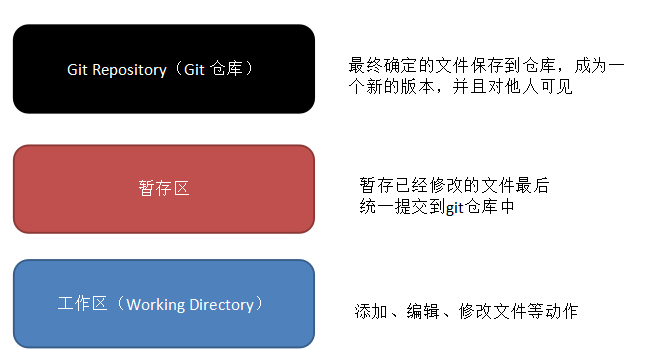 Git Repository（Git 仓库）
最终确定的文件保存到仓库，成为一
个新的版本，并且对他人可见
暂存区
暂存已经修改的文件最后
统一提交到git仓库中
工作区（Working Directory）
添加、编辑、修改文件等动作